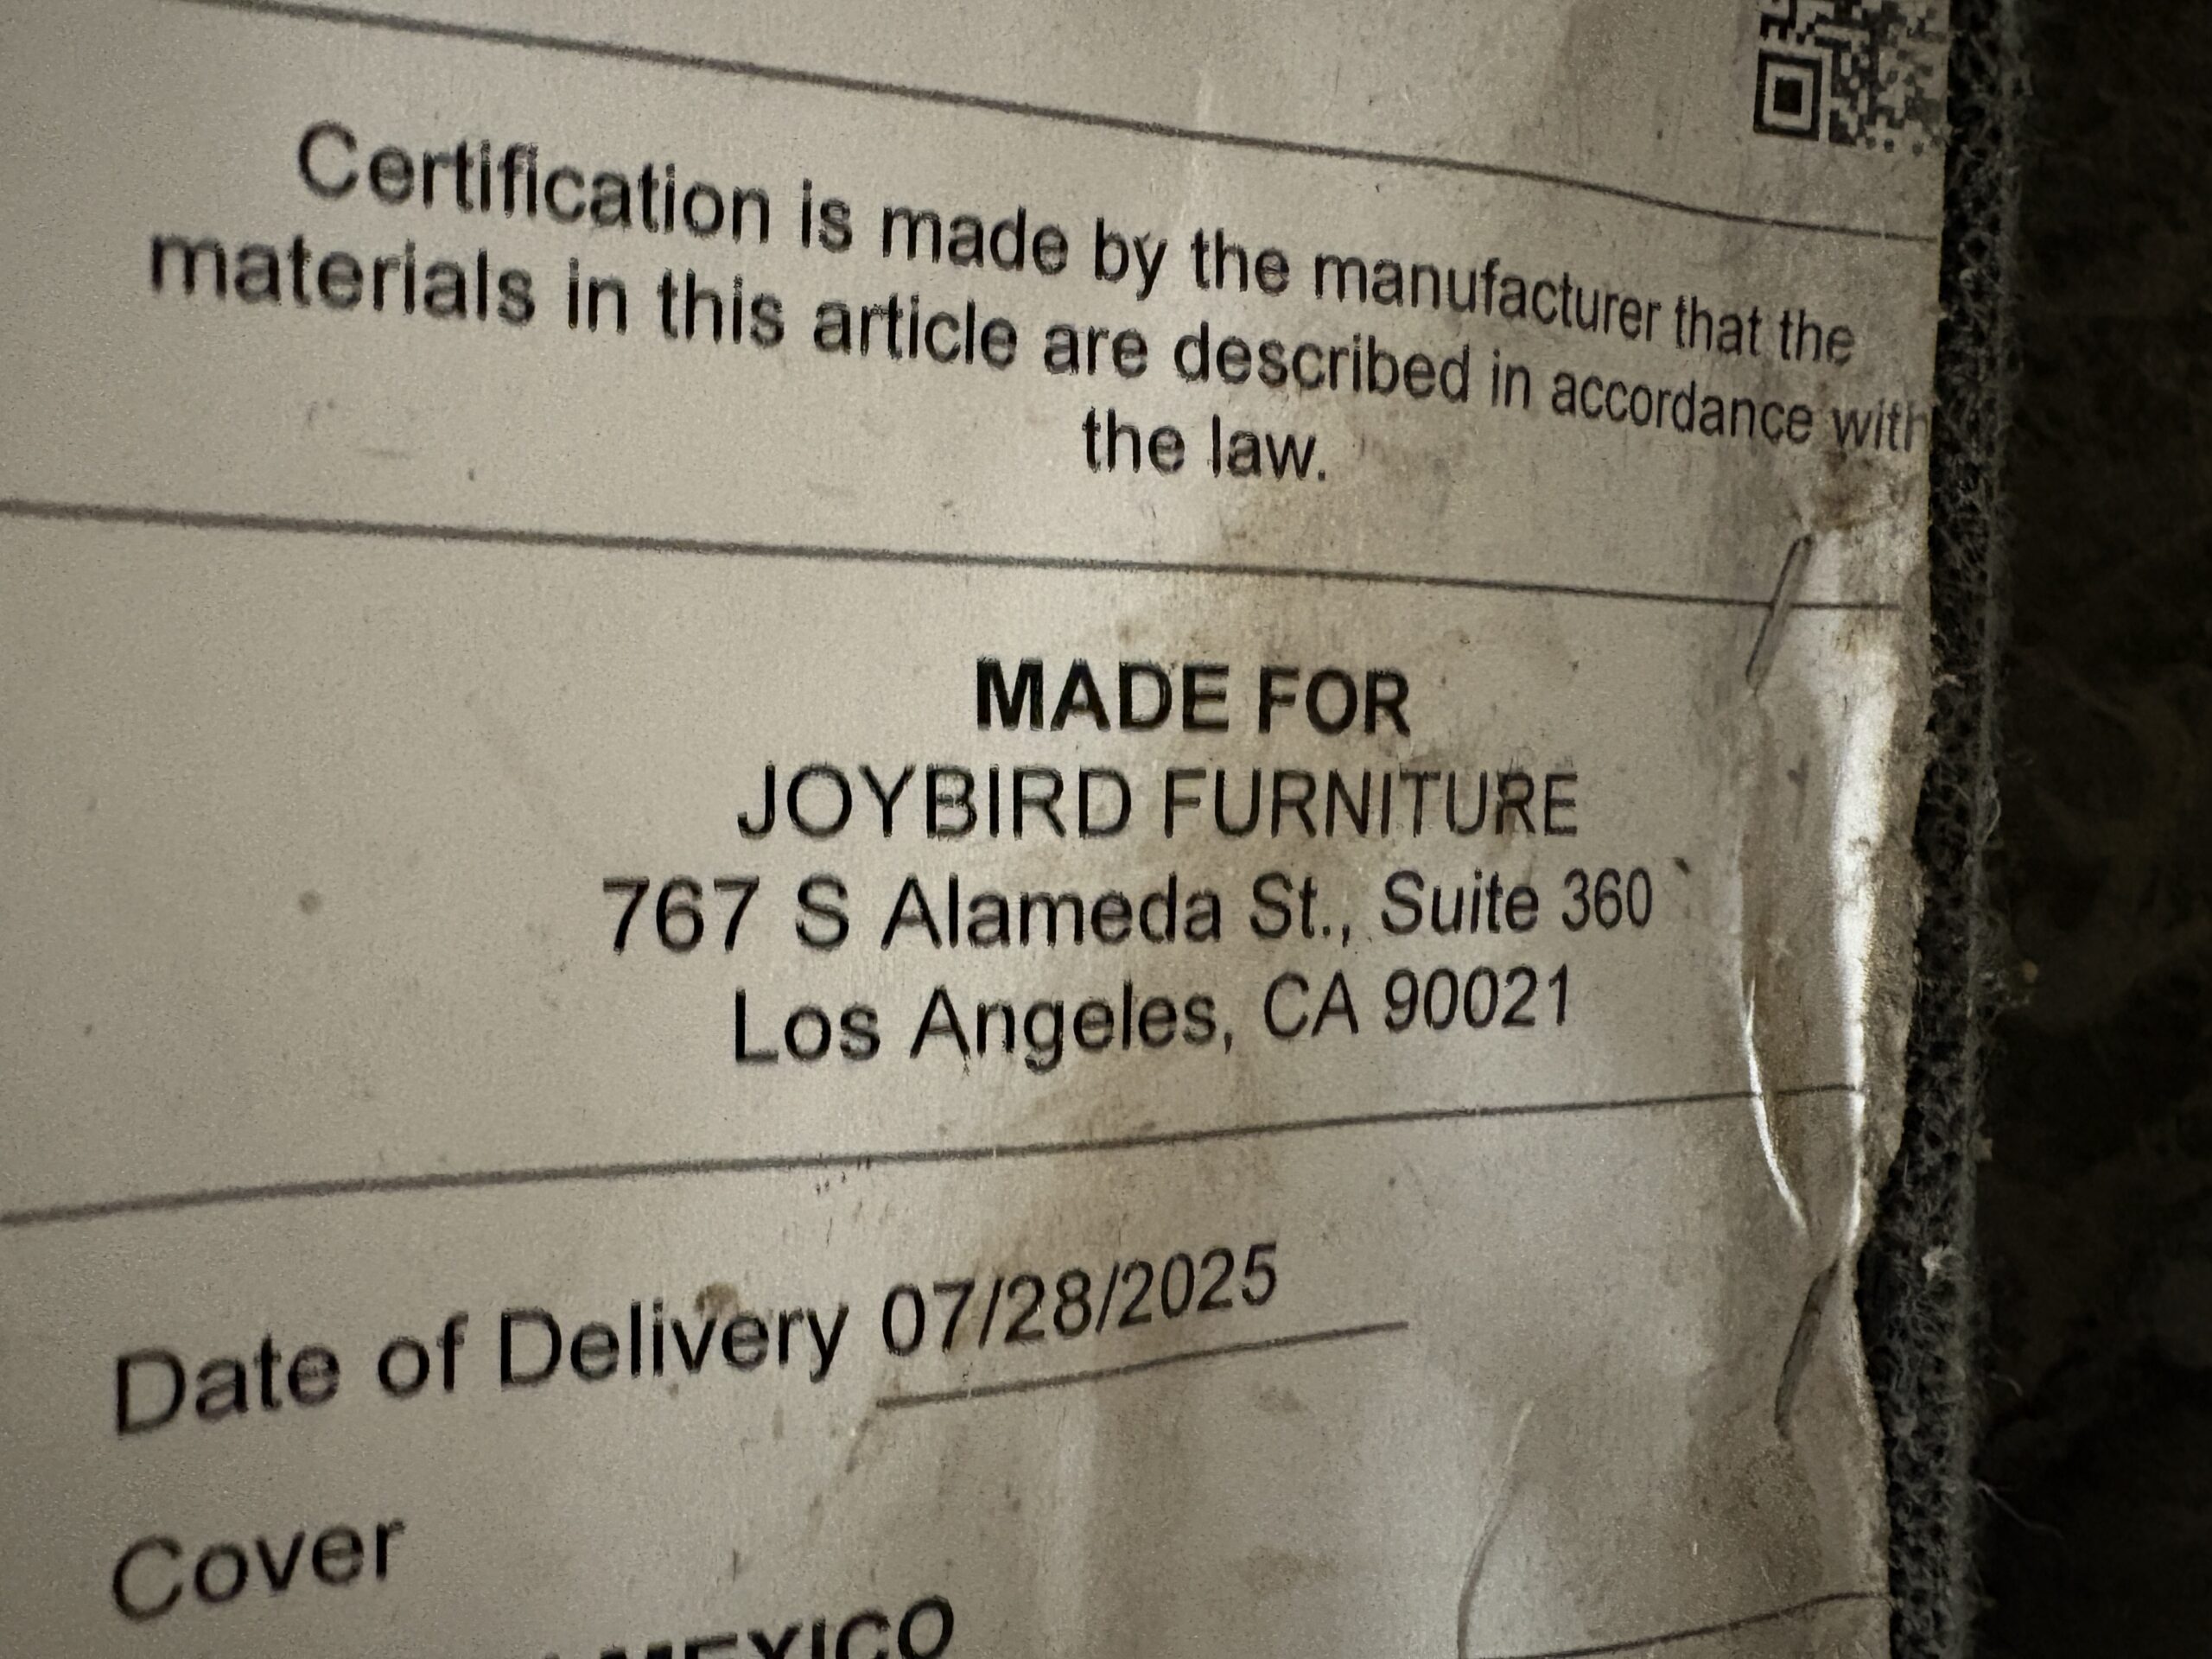 Certification is made by the manufacturer that the
materials in this article are described in accordance with
the law.
MADE FOR
JOYBIRD FURNITURE
767 S Alameda St., Suite 360
Los Angeles, CA 90021
Date of Delivery 07/28/2025
Cover
MEXICO